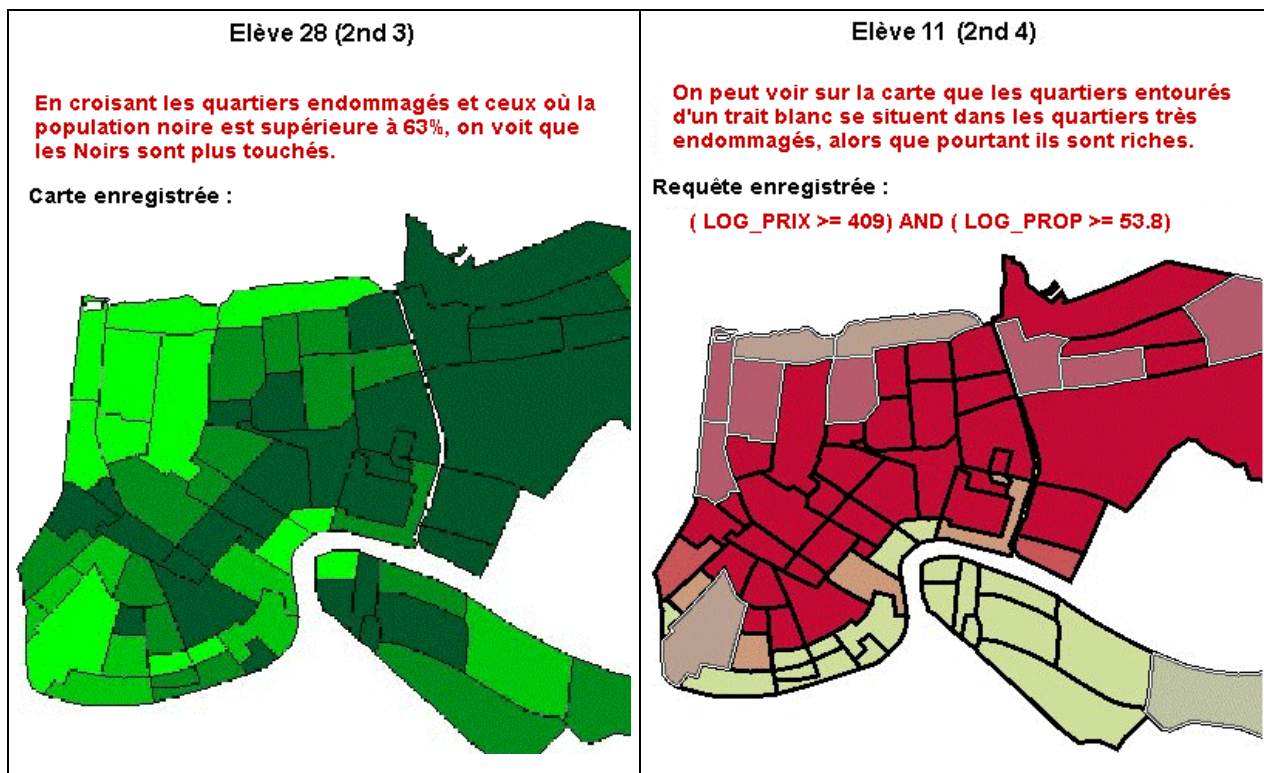 Elève 28 (2nd 3)
En croisant les quartiers endommagés et ceux où la
population noire est supérieure à 63%, on voit que
les Noirs sont plus touchés.
Carte enregistrée :
Elève 11 (2nd 4)
On peut voir sur la carte que les quartiers entourés
d'un trait blanc se situent dans les quartiers très
endommagés, alors que pourtant ils sont riches.
Requête enregistrée :
( LOG_PRIX >= 409) AND ( LOG_PROP >= 53.8)